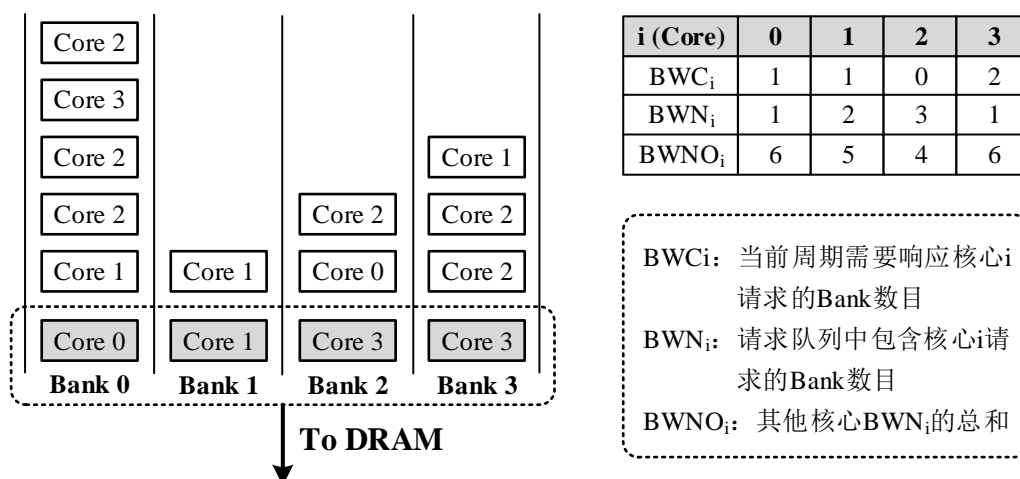 Core 2
Core 3
Core 2
Core 1
Core 2
Core 2
Core 2
Core 1
Core 1
Core 0
Core 2
Core 0
Core 1
Core 3
Core 3
Bank 0
Bank 1
Bank 2
Bank 3
To DRAM
i (Core) 0 1 2 3
BWCi 1 1 0 2
BWNi 1 2 3 1
BWNOi 6 5 4 6
BWCi：当前周期需要响应核心i
请求的Bank数目
BWNi：请求队列中包含核心i请
求的Bank数目
BWNOi：其他核心BWNi的总和